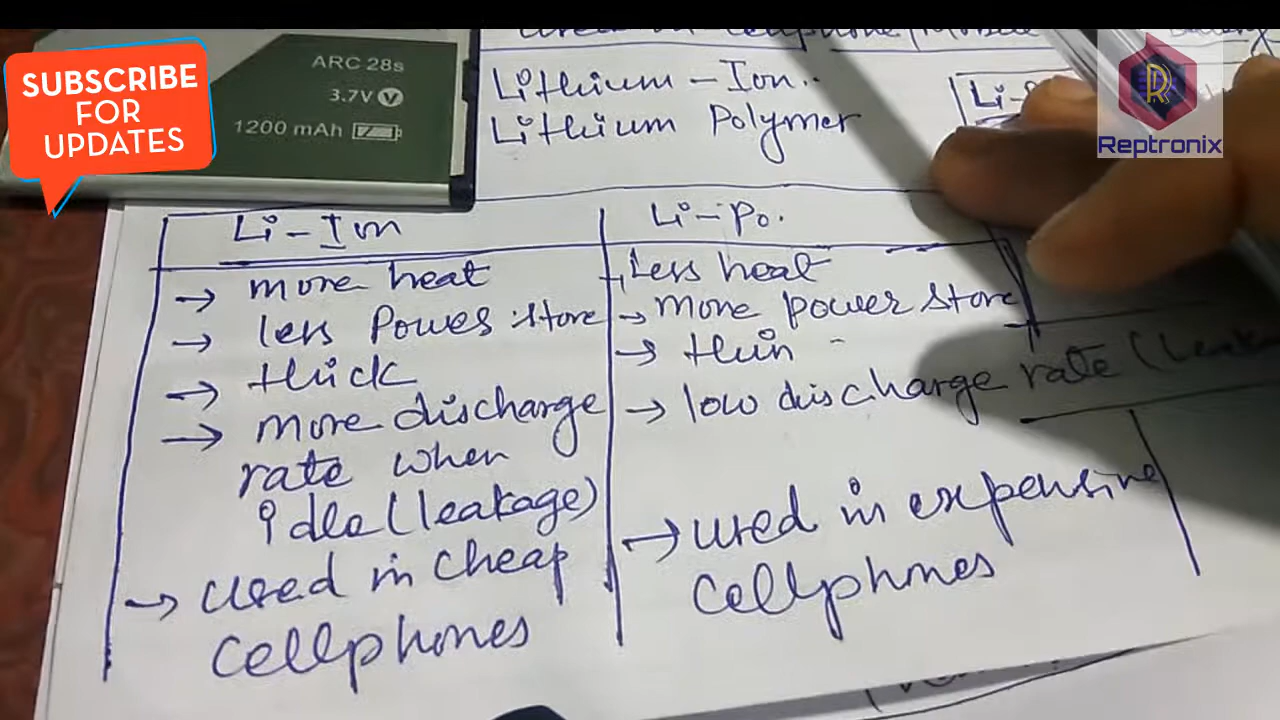 SUBSCRIBE
FOR
UPDATES
ARC 28s
3.7V
1200 mAh
Lithium - Ion..
Lithium Polymer
Reptronix
Li - Ion
Li - Po.
→ more heat
→ less Power store
→ thick
→ more discharge
rate when
idle (leakage)
→ used in cheap
cellphones
Less heat
→ more power store
→ thin -
→ low discharge rate
→ used in expensive
cellphones